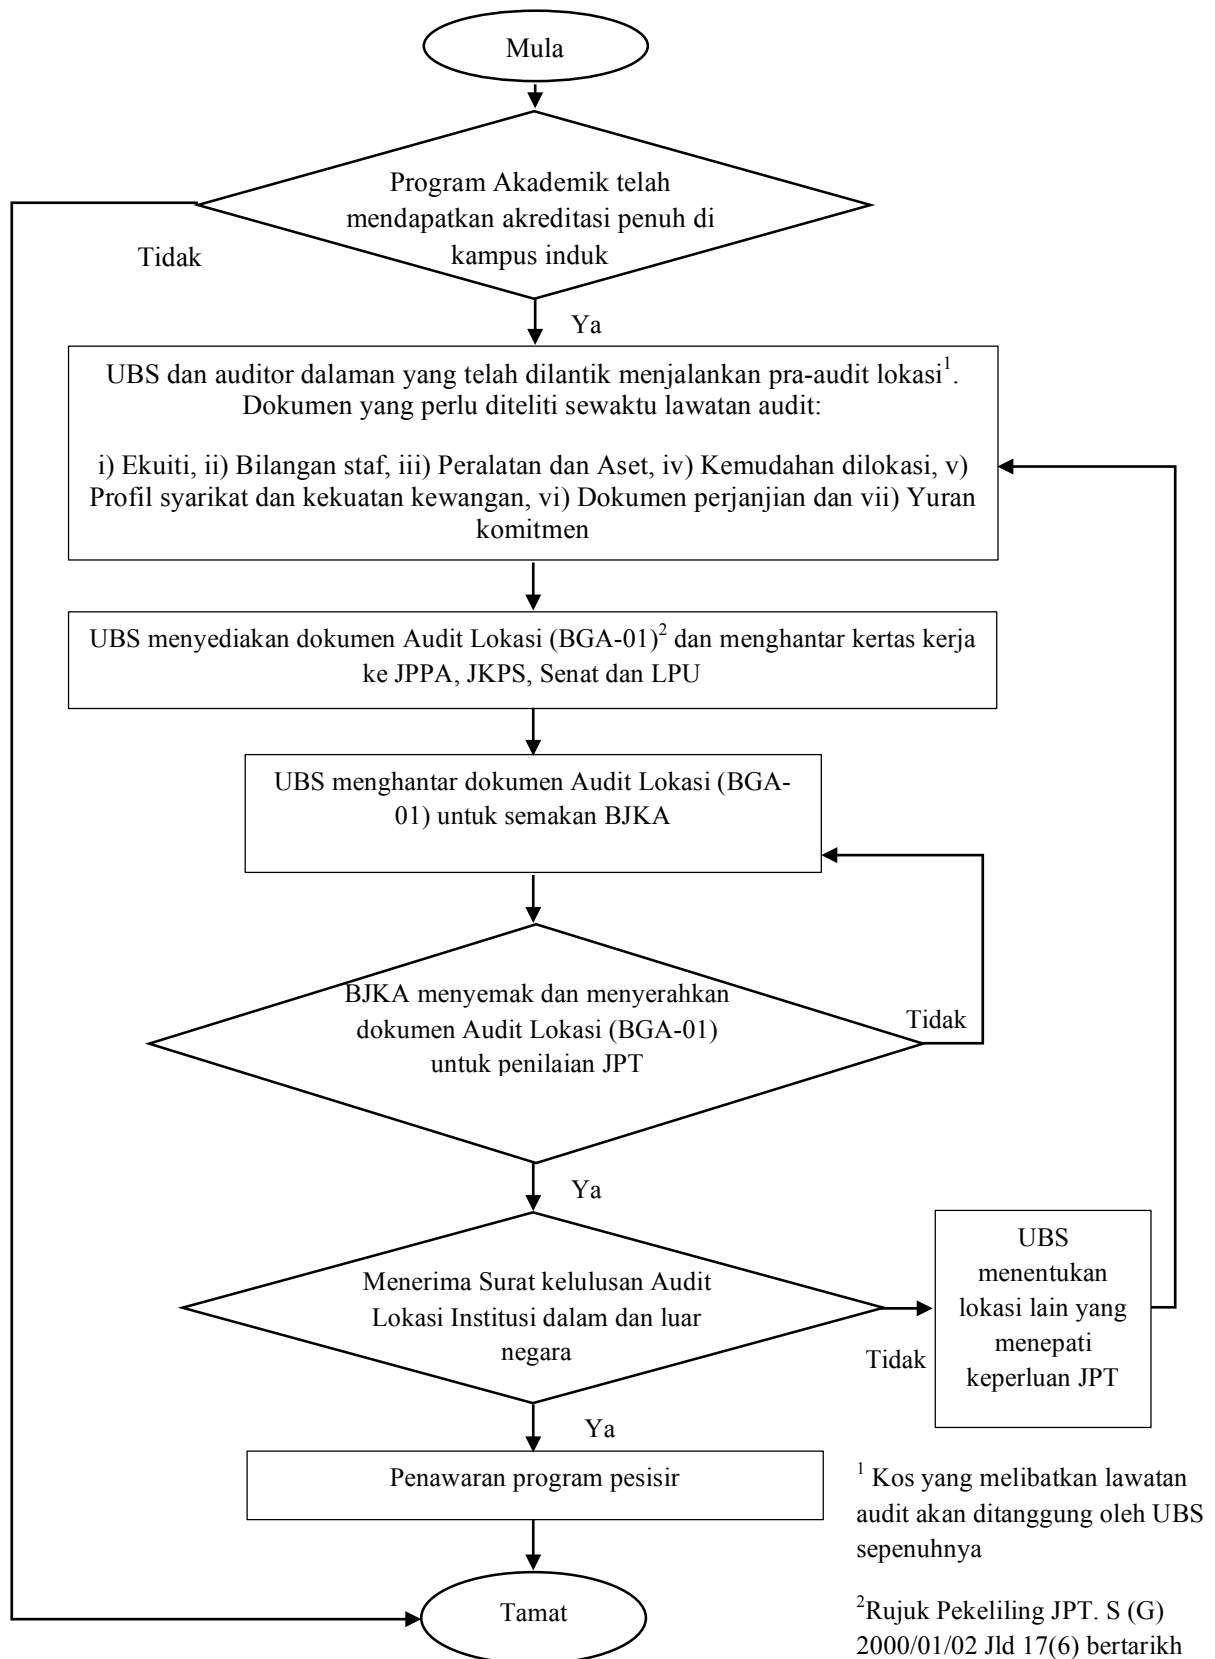 Mula
Program Akademik telah
mendapatkan akreditasi penuh di
kampus induk
Tidak
Ya
UBS dan auditor dalaman yang telah dilantik menjalankan pra-audit lokasi¹.
Dokumen yang perlu diteliti sewaktu lawatan audit:
i) Ekuiti, ii) Bilangan staf, iii) Peralatan dan Aset, iv) Kemudahan dilokasi, v)
Profil syarikat dan kekuatan kewangan, vi) Dokumen perjanjian dan vii) Yuran
komitmen
UBS menyediakan dokumen Audit Lokasi (BGA-01)² dan menghantar kertas kerja
ke JPPA, JKPS, Senat dan LPU
UBS menghantar dokumen Audit Lokasi (BGA-
01) untuk semakan BJKA
BJKA menyemak dan menyerahkan
dokumen Audit Lokasi (BGA-01)
untuk penilaian JPT
Tidak
Ya
Menerima Surat kelulusan Audit
Lokasi Institusi dalam dan luar
negara
Tidak
UBS
menentukan
lokasi lain yang
menepati
keperluan JPT
Ya
Penawaran program pesisir
Tamat
¹ Kos yang melibatkan lawatan
audit akan ditanggung oleh UBS
sepenuhnya
²Rujuk Pekeliling JPT. S (G)
2000/01/02 Jld 17(6) bertarikh